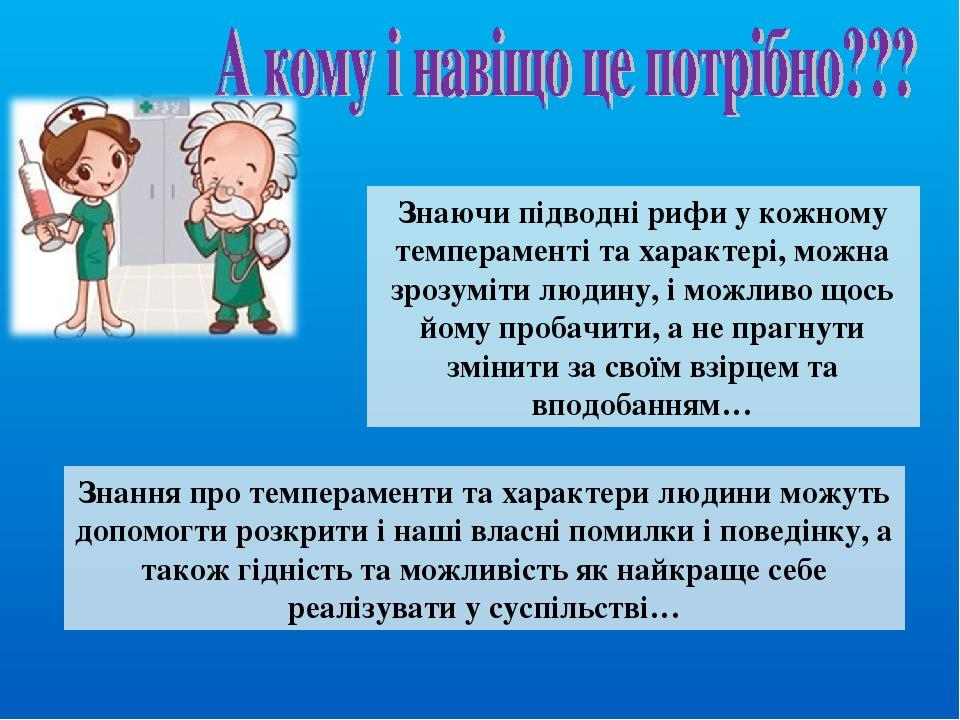 А кому і навіщо це потрібно???
Знаючи підводні рифи у кожному
темпераменті та характері, можна
зрозуміти людину, і можливо щось
йому пробачити, а не прагнути
змінити за своїм взірцем та
вподобанням…
Знання про темпераменти та характери людини можуть
допомогти розкрити і наші власні помилки і поведінку, а
також гідність та можливість як найкраще себе
реалізувати у суспільстві…